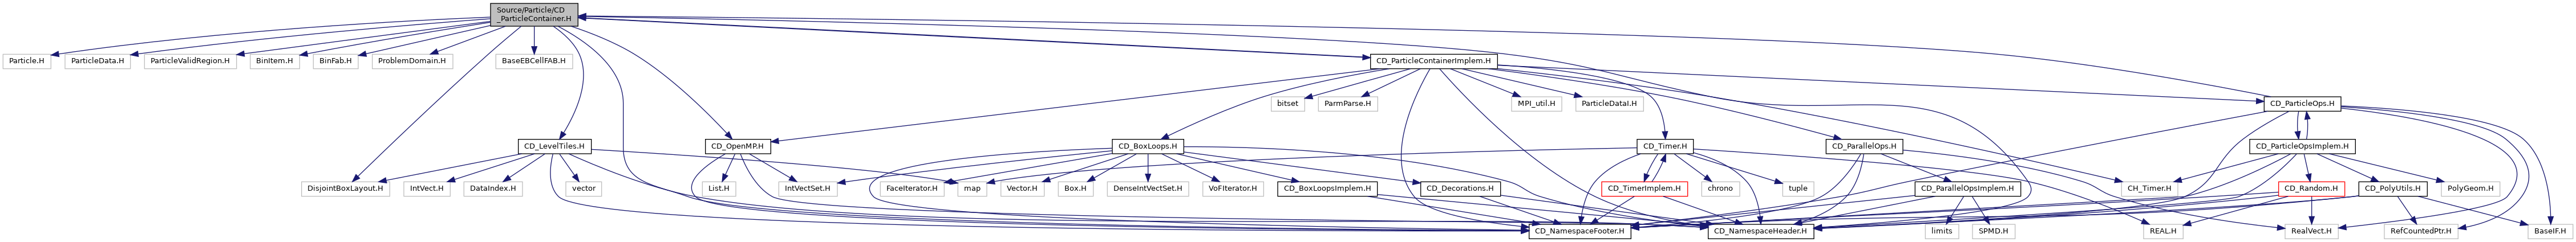 Source/Particle/CD
_ParticleContainer.H
Particle.H
ParticleData.H
ParticleValidRegion.H
BinItem.H
BinFab.H
ProblemDomain.H
BaseEBCellFAB.H
CD_ParticleContainerImplem.H
bitset
ParmParse.H
MPI_util.H
ParticleDataI.H
CD_ParticleOps.H
CD_LevelTiles.H
CD_OpenMP.H
CD_BoxLoops.H
CD_Timer.H
CD_ParallelOps.H
CD_ParticleOpsImplem.H
DisjointBoxLayout.H
IntVect.H
DataIndex.H
vector
List.H
IntVectSet.H
FaceIterator.H
map
Vector.H
Box.H
DenseIntVectSet.H
VoFIterator.H
CD_BoxLoopsImplem.H
CD_Decorations.H
CD_TimerImplem.H
chrono
tuple
CD_ParallelOpsImplem.H
CH_Timer.H
CD_Random.H
CD_PolyUtils.H
PolyGeom.H
CD_NamespaceFooter.H
CD_NamespaceHeader.H
limits
SPMD.H
REAL.H
RealVect.H
RefCountedPtr.H
BaseIF.H